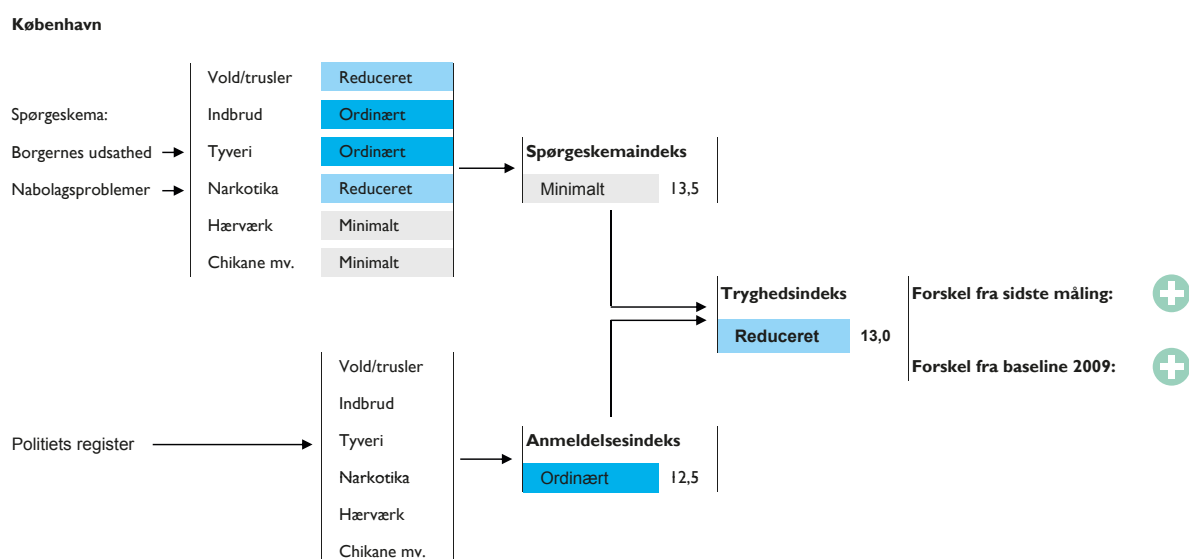 København
Vold/trusler Reduceret
Spørgeskema: Indbrud Ordinært
Borgernes udsathed Tyveri Ordinært
Spørgeskemaindeks
Nabolagsproblemer Narkotika Reduceret
Minimalt 13,5
Hærværk Minimalt
Chikane mv. Minimalt
Tryghedsindeks Forskel fra sidste måling:
Reduceret 13,0
Forskel fra baseline 2009:
Vold/trusler
Indbrud
Politiets register Tyveri Anmeldelsesindeks
Narkotika Ordinært 12,5
Hærværk
Chikane mv.